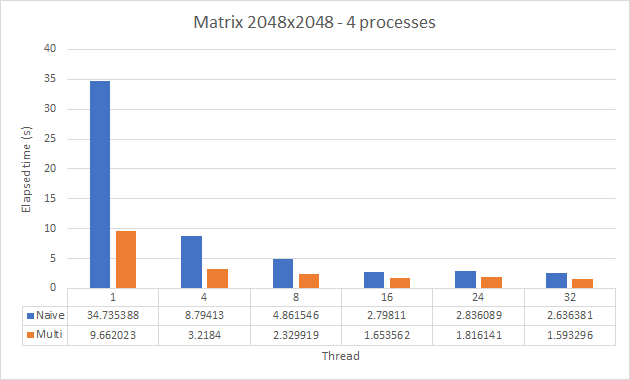 Matrix 2048x2048 - 4 processes
40
35
30
25
20
15
10
5
0
Elapsed time (s)
1 4 8 16 24 32
Naive 34.735388 8.79413 4.861546 2.79811 2.836089 2.636381
Multi 9.662023 3.2184 2.329919 1.653562 1.816141 1.593296
Thread